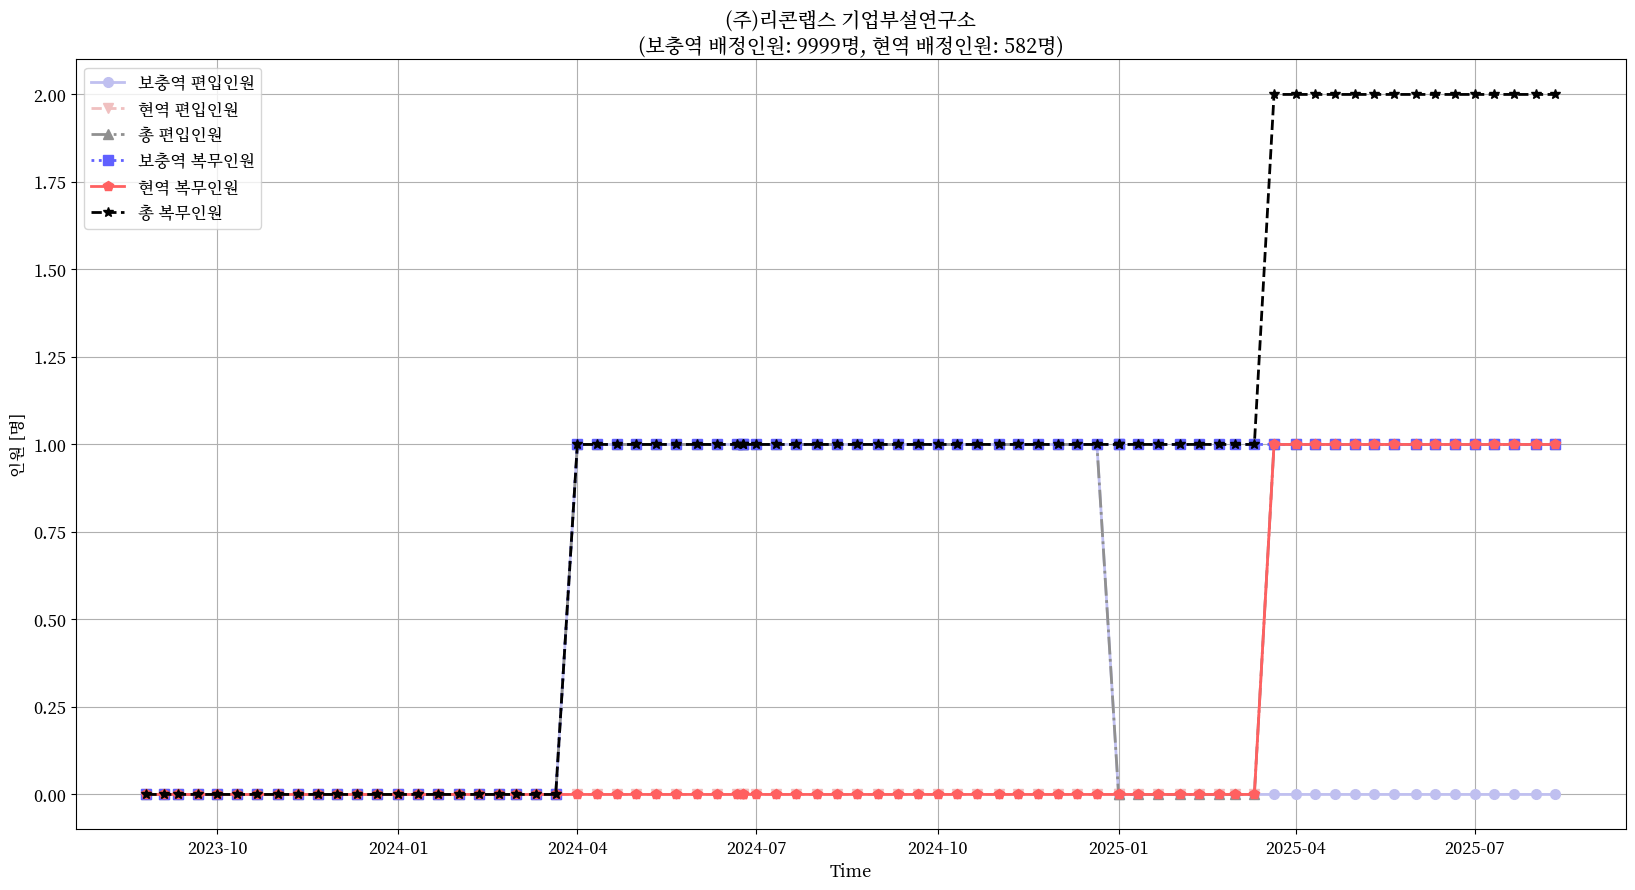 (주)리콘랩스 기업부설연구소
(보충역 배정인원: 9999명, 현역 배정인원: 582명)
보충역 편입인원
현역 편입인원
총 편입인원
보충역 복무인원
현역 복무인원
총 복무인원
2.00
1.75
1.50
1.25
1.00
0.75
0.50
0.25
0.00
인원 [명]
2023-10
2024-01
2024-04
2024-07
2024-10
2025-01
2025-04
2025-07
Time